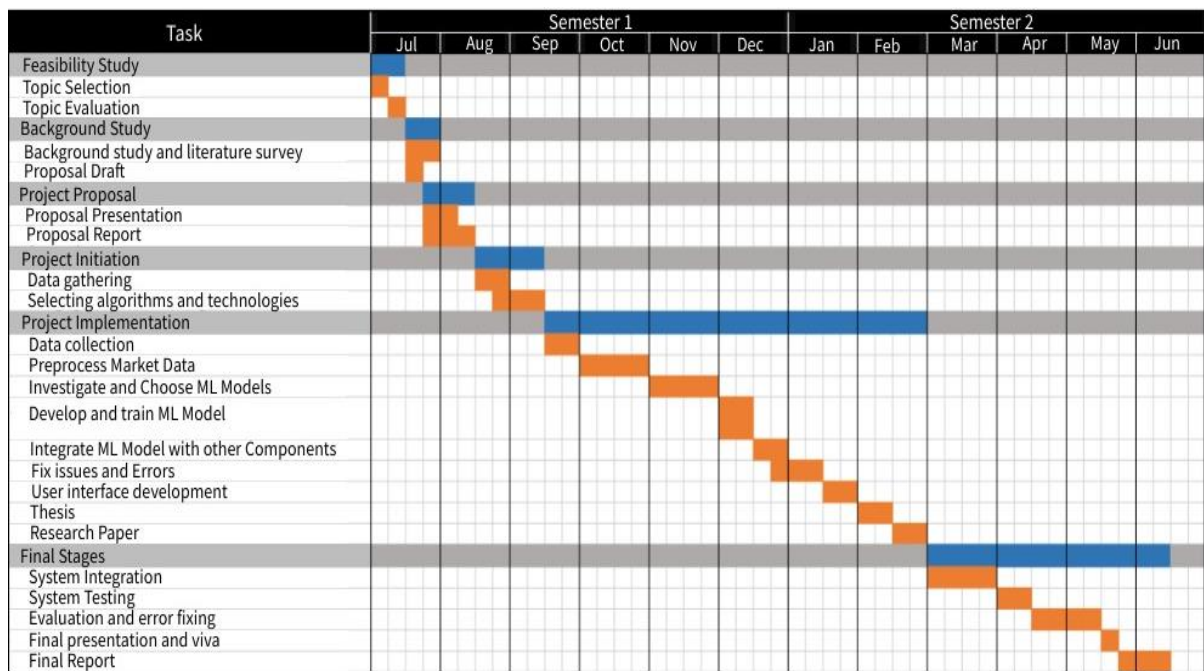 Task
Semester 1
Semester 2
Jul Aug Sep Oct Nov Dec Jan Feb Mar Apr May Jun
Feasibility Study
Topic Selection
Topic Evaluation
Background Study
Background study and literature survey
Proposal Draft
Project Proposal
Proposal Presentation
Proposal Report
Project Initiation
Data gathering
Selecting algorithms and technologies
Project Implementation
Data collection
Preprocess Market Data
Investigate and Choose ML Models
Develop and train ML Model
Integrate ML Model with other Components
Fix issues and Errors
User interface development
Thesis
Research Paper
Final Stages
System Integration
System Testing
Evaluation and error fixing
Final presentation and viva
Final Report